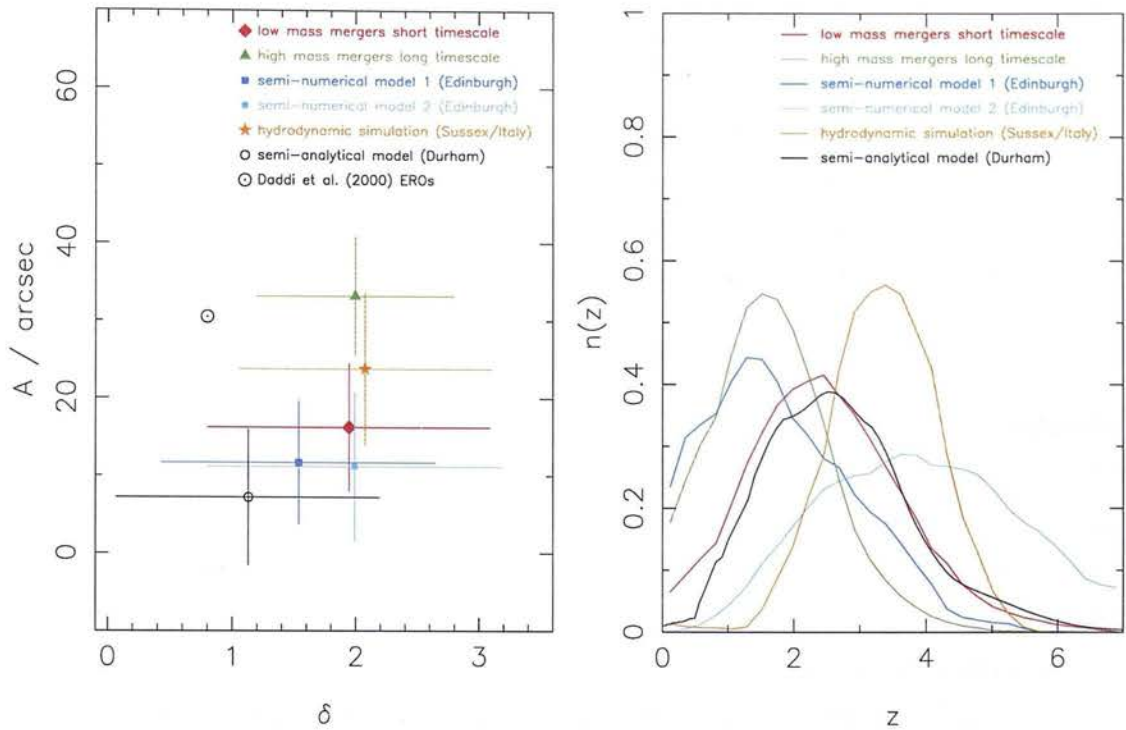 low mass mergers short timescale
high mass mergers long timescale
semi-numerical model 1 (Edinburgh)
semi-numerical model 2 (Edinburgh)
hydrodynamic simulation (Sussex/Italy)
semi-analytical model (Durham)
Daddi et al. (2000) EROs
A / arcsec
60
40
20
0
0 1 2 3
δ
low mass mergers short timescale
high mass mergers long timescale
semi-numerical model 1 (Edinburgh)
semi-numerical model 2 (Edinburgh)
hydrodynamic simulation (Sussex/Italy)
semi-analytical model (Durham)
n(z)
1
0.8
0.6
0.4
0.2
0
0 2 4 6
z